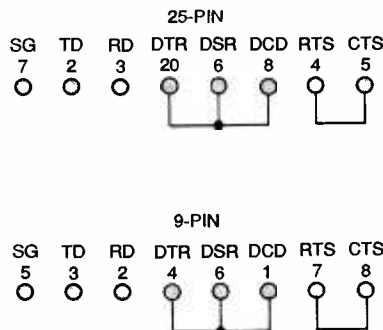 25-PIN
SG TD RD DTR DSR DCD RTS CTS
7 2 3 20 6 8 4 5
9-PIN
SG TD RD DTR DSR DCD RTS CTS
5 3 2 4 6 1 7 8